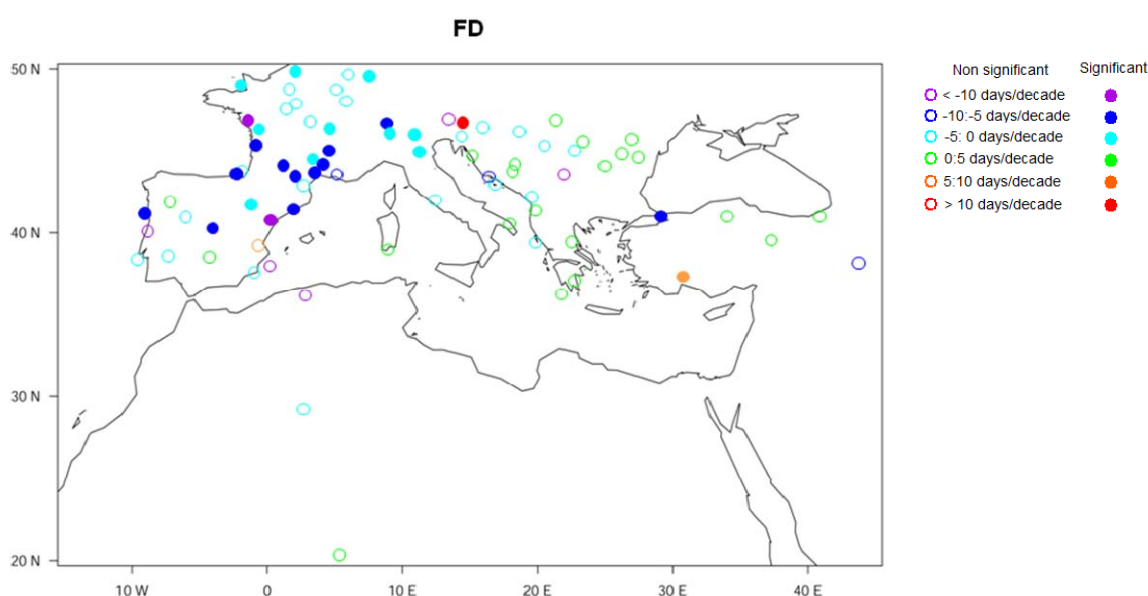 FD
50 N
40 N
30 N
20 N
10 W
0
10 E
20 E
30 E
40 E
Non significant
Significant
< -10 days/decade
-10:-5 days/decade
-5: 0 days/decade
0:5 days/decade
5:10 days/decade
> 10 days/decade